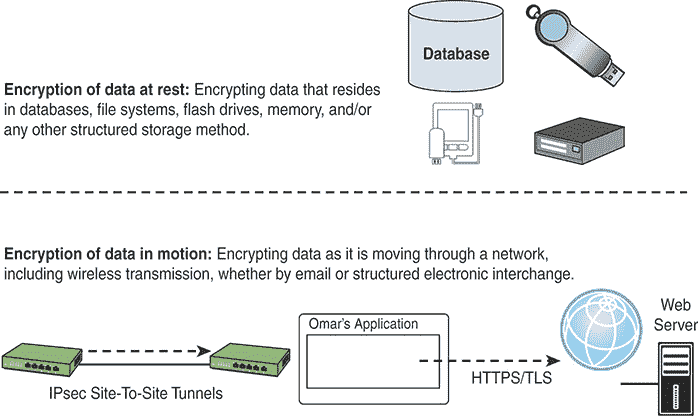 Database
Encryption of data at rest: Encrypting data that resides
in databases, file systems, flash drives, memory, and/or
any other structured storage method.
Encryption of data in motion: Encrypting data as it is moving through a network,
including wireless transmission, whether by email or structured electronic interchange.
IPsec Site-To-Site Tunnels
Omar's Application
HTTPS/TLS
Web
Server